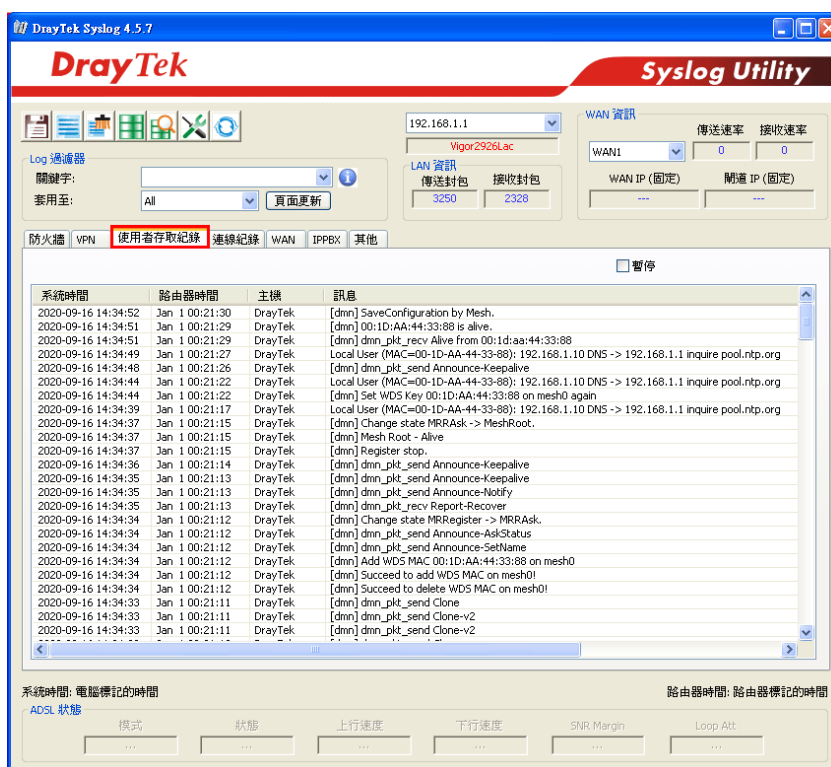 DrayTek Syslog 4.5.7
DrayTek
Syslog Utility
192.168.1.1
Vigor2926Lac
WAN 資訊
傳送速率 接收速率
WAN1 0 0
WAN IP (固定) 閘道 IP (固定)
--- ---
Log 過濾器
關鍵字:
套用至: All 頁面更新
LAN 資訊
傳送封包 接收封包
3250 2328
防火牆 VPN 使用者存取紀錄 連線紀錄 WAN IPPBX 其他
暫停
系統時間 路由器時間 主機 訊息
2020-09-16 14:34:52 Jan 1 00:21:30 DrayTek [dmn] SaveConfiguration by Mesh.
2020-09-16 14:34:51 Jan 1 00:21:29 DrayTek [dmn] 00:1D:AA:44:33:88 is alive.
2020-09-16 14:34:51 Jan 1 00:21:29 DrayTek [dmn] dmn_pkt_recv Alive from 00:1d:aa:44:33:88
2020-09-16 14:34:49 Jan 1 00:21:27 DrayTek Local User (MAC=00-1D-AA-44-33-88): 192.168.1.10 DNS -> 192.168.1.1 inquire pool.ntp.org
2020-09-16 14:34:48 Jan 1 00:21:26 DrayTek [dmn] dmn_pkt_send Announce-Keepalive
2020-09-16 14:34:44 Jan 1 00:21:22 DrayTek Local User (MAC=00-1D-AA-44-33-88): 192.168.1.10 DNS -> 192.168.1.1 inquire pool.ntp.org
2020-09-16 14:34:44 Jan 1 00:21:22 DrayTek [dmn] Set WDS Key 00:1D:AA:44:33:88 on mesh0 again
2020-09-16 14:34:39 Jan 1 00:21:17 DrayTek Local User (MAC=00-1D-AA-44-33-88): 192.168.1.10 DNS -> 192.168.1.1 inquire pool.ntp.org
2020-09-16 14:34:37 Jan 1 00:21:15 DrayTek [dmn] Change state MRRAsk -> MeshRoot.
2020-09-16 14:34:37 Jan 1 00:21:15 DrayTek [dmn] Mesh Root - Alive
2020-09-16 14:34:37 Jan 1 00:21:15 DrayTek [dmn] Register stop.
2020-09-16 14:34:36 Jan 1 00:21:14 DrayTek [dmn] dmn_pkt_send Announce-Keepalive
2020-09-16 14:34:35 Jan 1 00:21:13 DrayTek [dmn] dmn_pkt_send Announce-Keepalive
2020-09-16 14:34:35 Jan 1 00:21:13 DrayTek [dmn] dmn_pkt_send Announce-Notify
2020-09-16 14:34:35 Jan 1 00:21:13 DrayTek [dmn] dmn_pkt_recv Report-Recover
2020-09-16 14:34:34 Jan 1 00:21:12 DrayTek [dmn] Change state MRRegister -> MRRAsk.
2020-09-16 14:34:34 Jan 1 00:21:12 DrayTek [dmn] dmn_pkt_send Announce-AskStatus
2020-09-16 14:34:34 Jan 1 00:21:12 DrayTek [dmn] dmn_pkt_send Announce-SetName
2020-09-16 14:34:34 Jan 1 00:21:12 DrayTek [dmn] Add WDS MAC 00:1D:AA:44:33:88 on mesh0
2020-09-16 14:34:34 Jan 1 00:21:12 DrayTek [dmn] Succeed to add WDS MAC on mesh0!
2020-09-16 14:34:34 Jan 1 00:21:12 DrayTek [dmn] Succeed to delete WDS MAC on mesh0!
2020-09-16 14:34:33 Jan 1 00:21:11 DrayTek [dmn] dmn_pkt_send Clone
2020-09-16 14:34:33 Jan 1 00:21:11 DrayTek [dmn] dmn_pkt_send Clone-v2
2020-09-16 14:34:33 Jan 1 00:21:11 DrayTek [dmn] dmn_pkt_send Clone-v2
系統時間: 電腦標記的時間 路由器時間: 路由器標記的時間
ADSL 狀態
模式 狀態 上行速度 下行速度 SNR Margin Loop Att
... ... ... ... ... ...